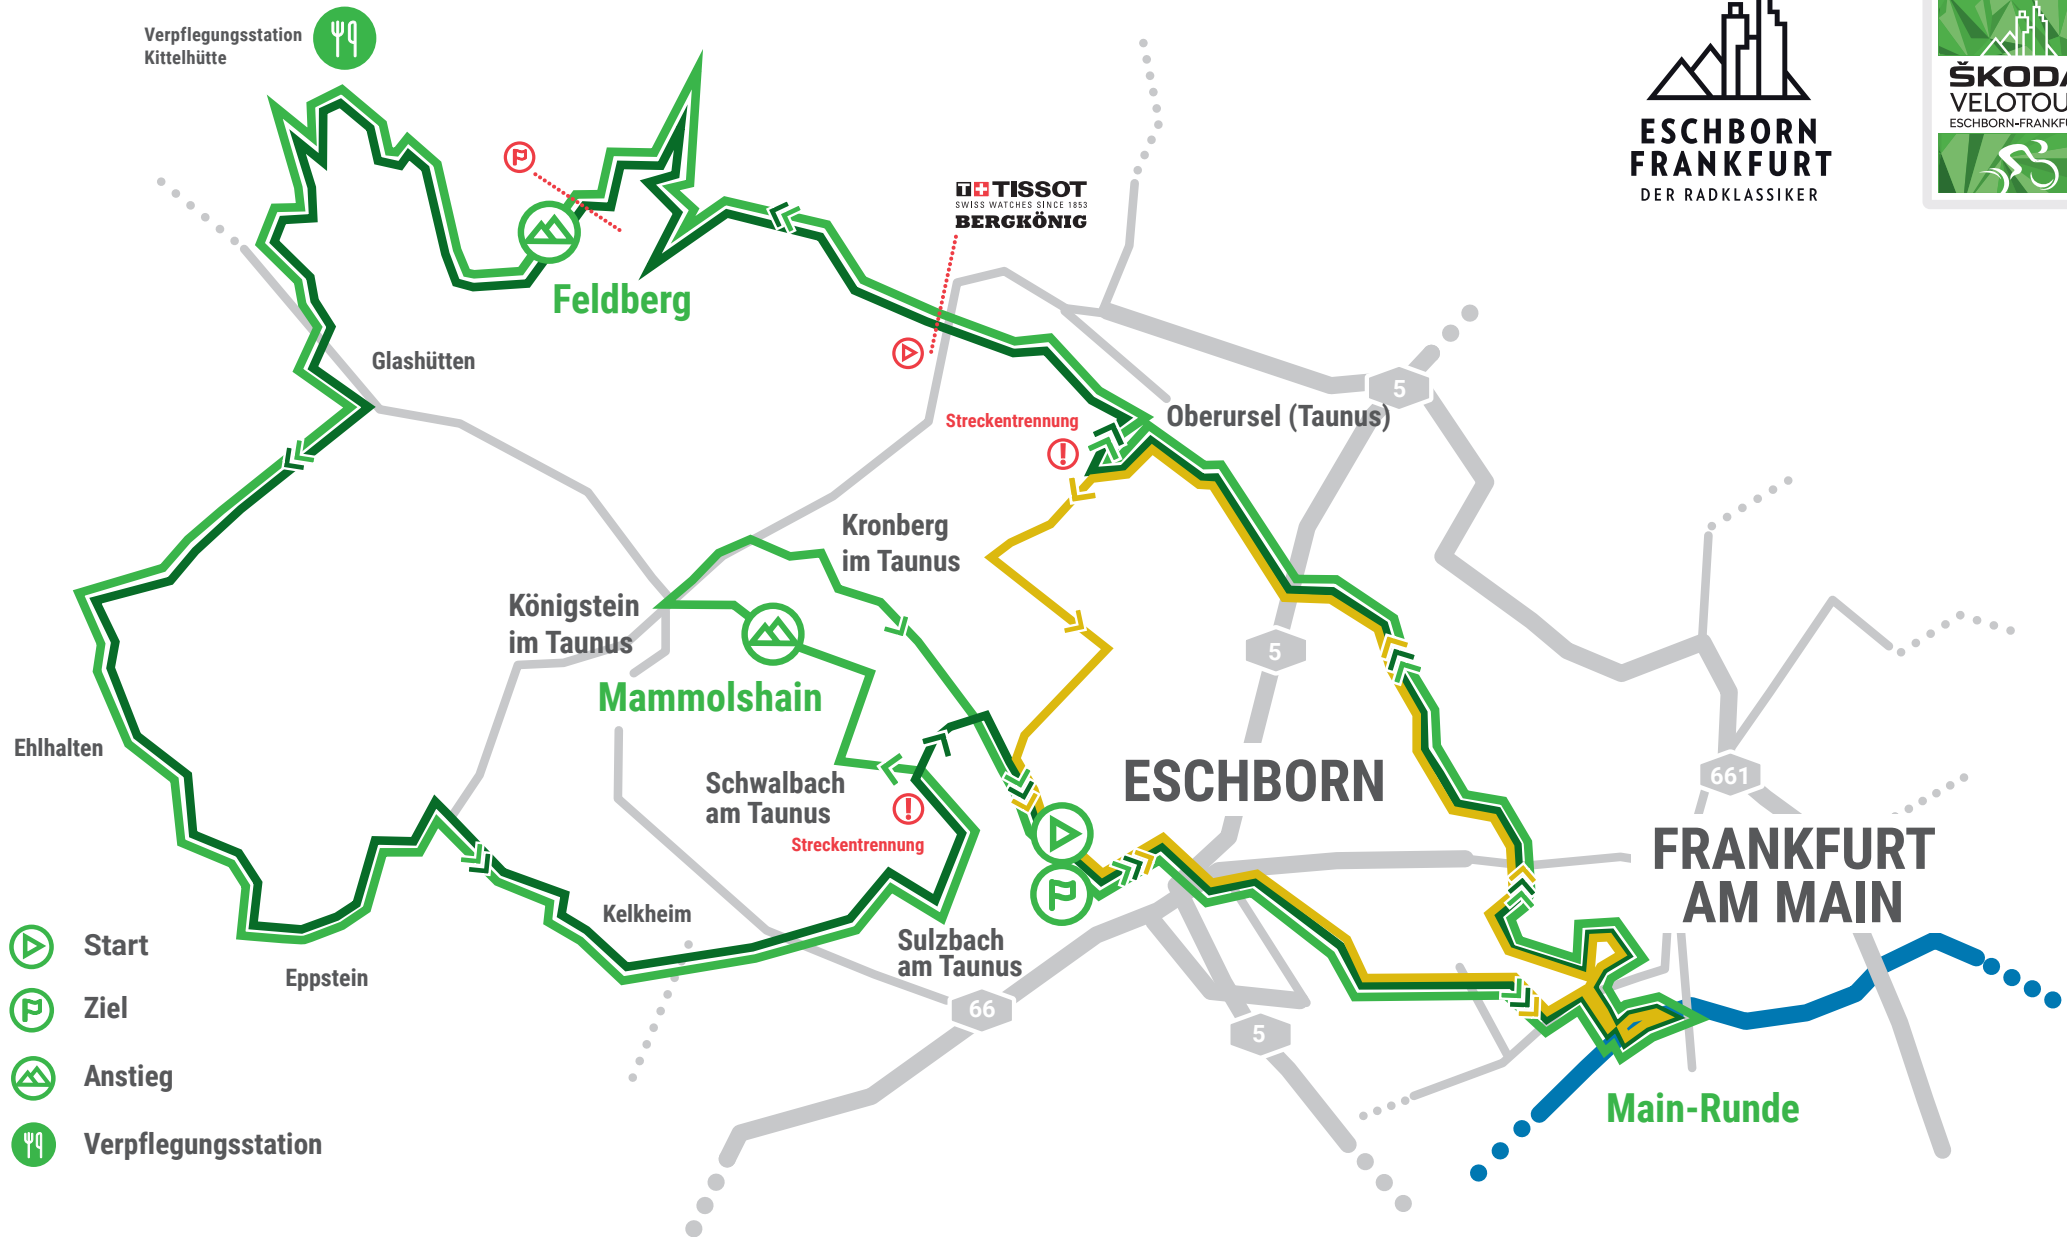 Verpflegungsstation
Kittelhütte
ESCHBORN
FRANKFURT
DER RADKLASSIKER
ŠKODA
VELOTOU
ESCHBORN-FRANKFU
T+TISSOT
SWISS WATCHES SINCE 1853
BERGKÖNIG
Feldberg
Glashütten
Streckentrennung
Oberursel (Taunus)
5
Kronberg
im Taunus
Königstein
im Taunus
5
Mammolshain
Ehlhalten
Schwalbach
am Taunus
Streckentrennung
ESCHBORN
661
FRANKFURT
AM MAIN
Kelkheim
Sulzbach
am Taunus
Eppstein
66
5
Main-Runde
Start
Ziel
Anstieg
Verpflegungsstation